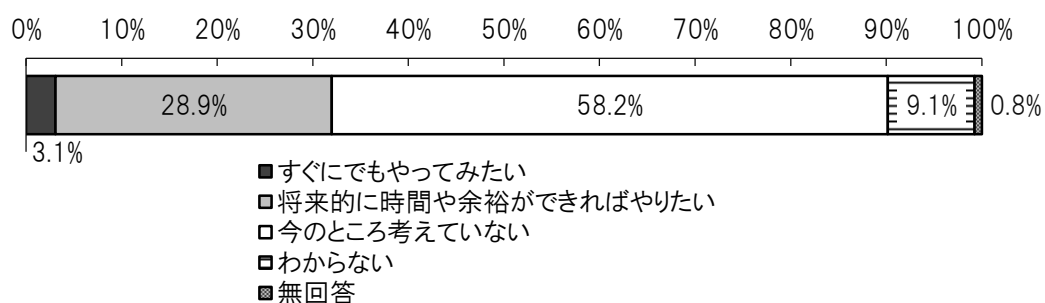 0% 10% 20% 30% 40% 50% 60% 70% 80% 90% 100%
28.9% 58.2% 9.1% 0.8%
3.1%
すぐにでもやってみたい
将来的に時間や余裕ができればやりたい
今のところ考えていない
わからない
無回答